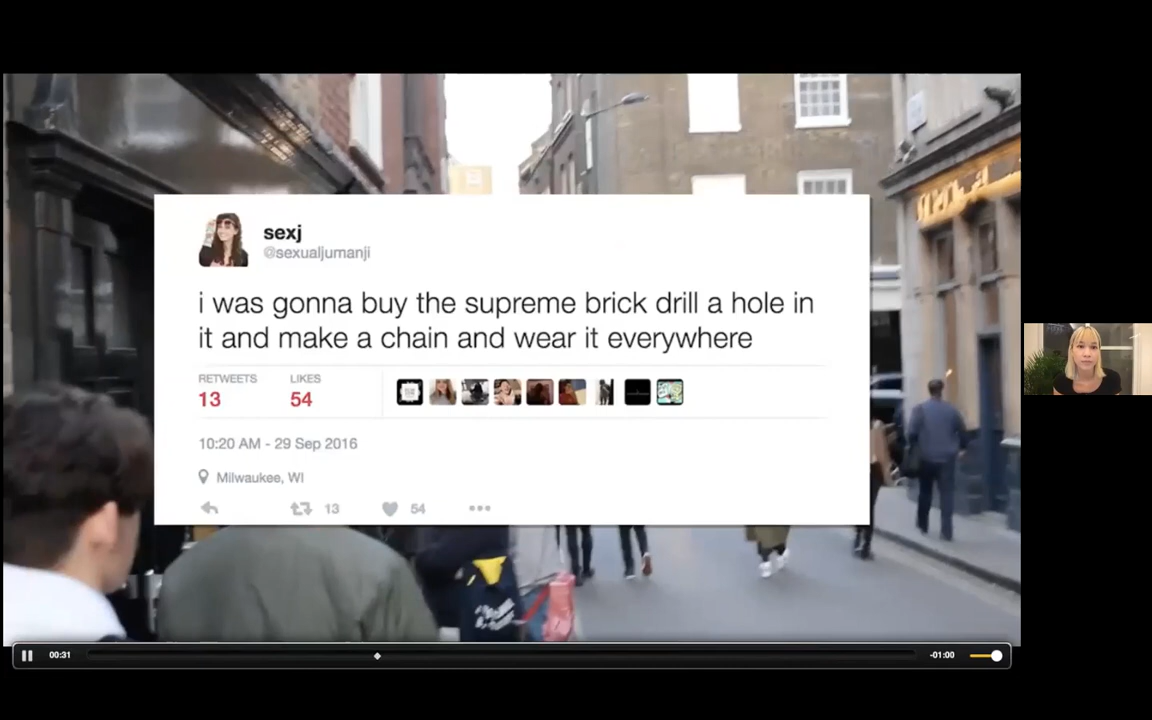 sexj
@sexualjumanji
i was gonna buy the supreme brick drill a hole in
it and make a chain and wear it everywhere
RETWEETS
LIKES
13
54
10:20 AM - 29 Sep 2016
Milwaukee, WI
13
54
00:31
-01:00